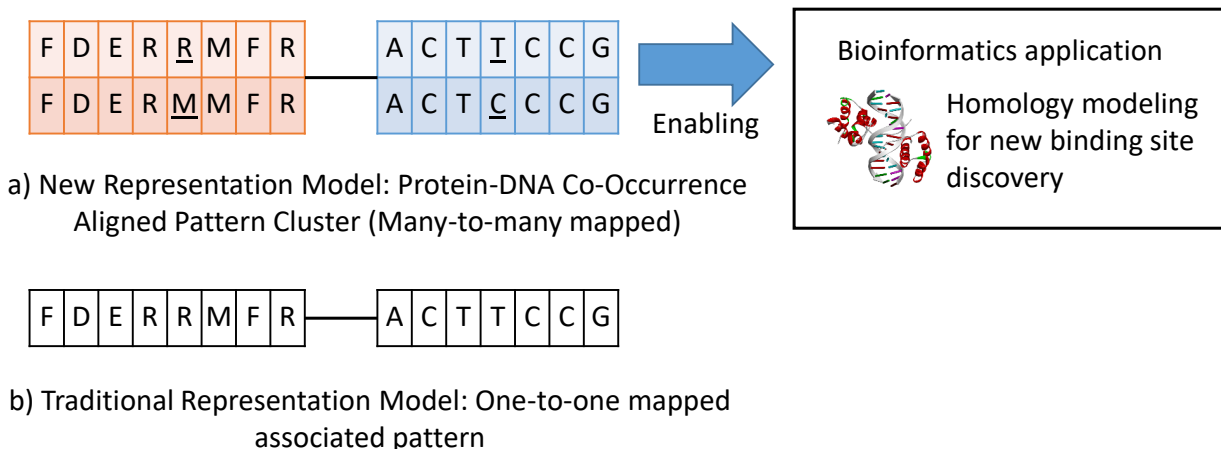 F D E R R M F R A C T T C C G
F D E R M M F R A C T C C C G
Enabling
Bioinformatics application
Homology modeling
for new binding site
discovery
a) New Representation Model: Protein-DNA Co-Occurrence
Aligned Pattern Cluster (Many-to-many mapped)
F D E R R M F R A C T T C C G
b) Traditional Representation Model: One-to-one mapped
associated pattern